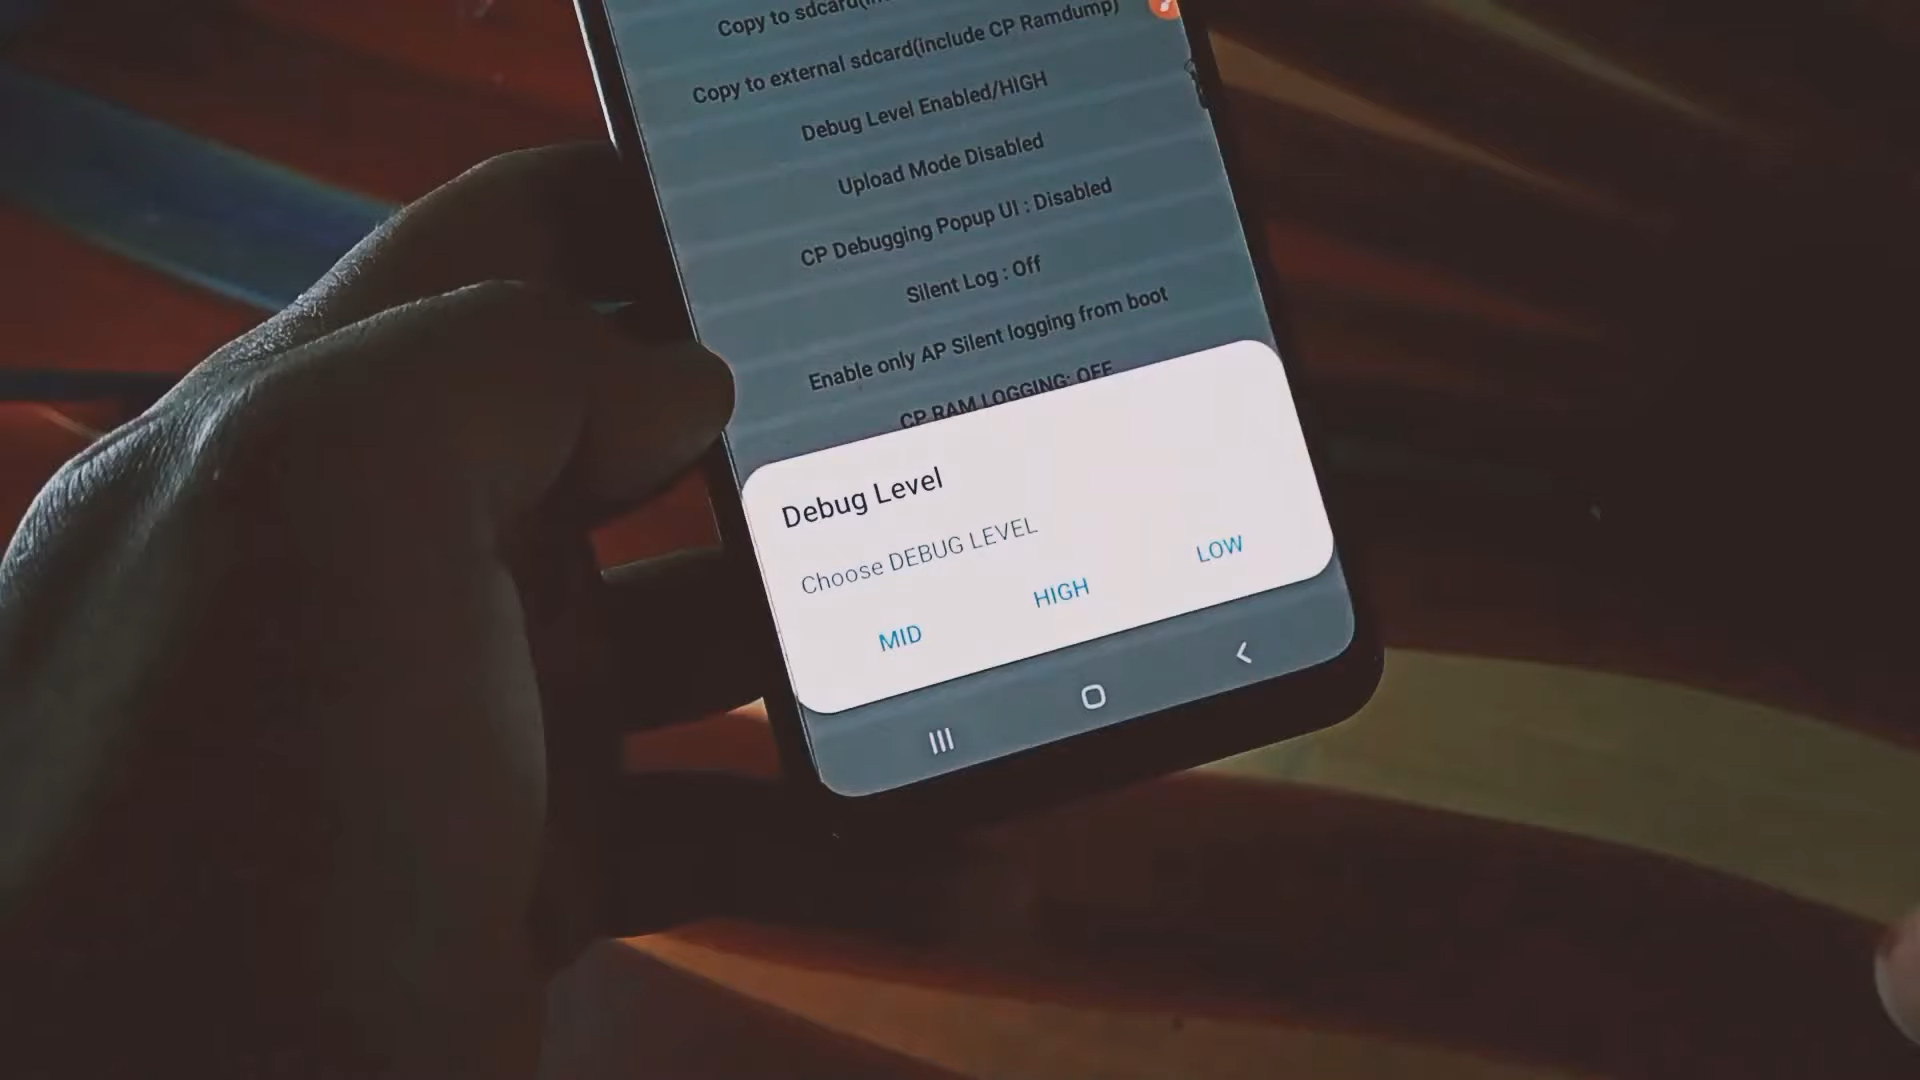 Copy to
Copy to external sdcard(include CP Ramdump)
Debug Level Enabled/HIGH
Upload Mode Disabled
CP Debugging Popup UI : Disabled
Silent Log : Off
Enable only AP Silent logging from boot
CP RAM LOGGING: OFF
Debug Level
Choose DEBUG LEVEL
MID
HIGH
LOW